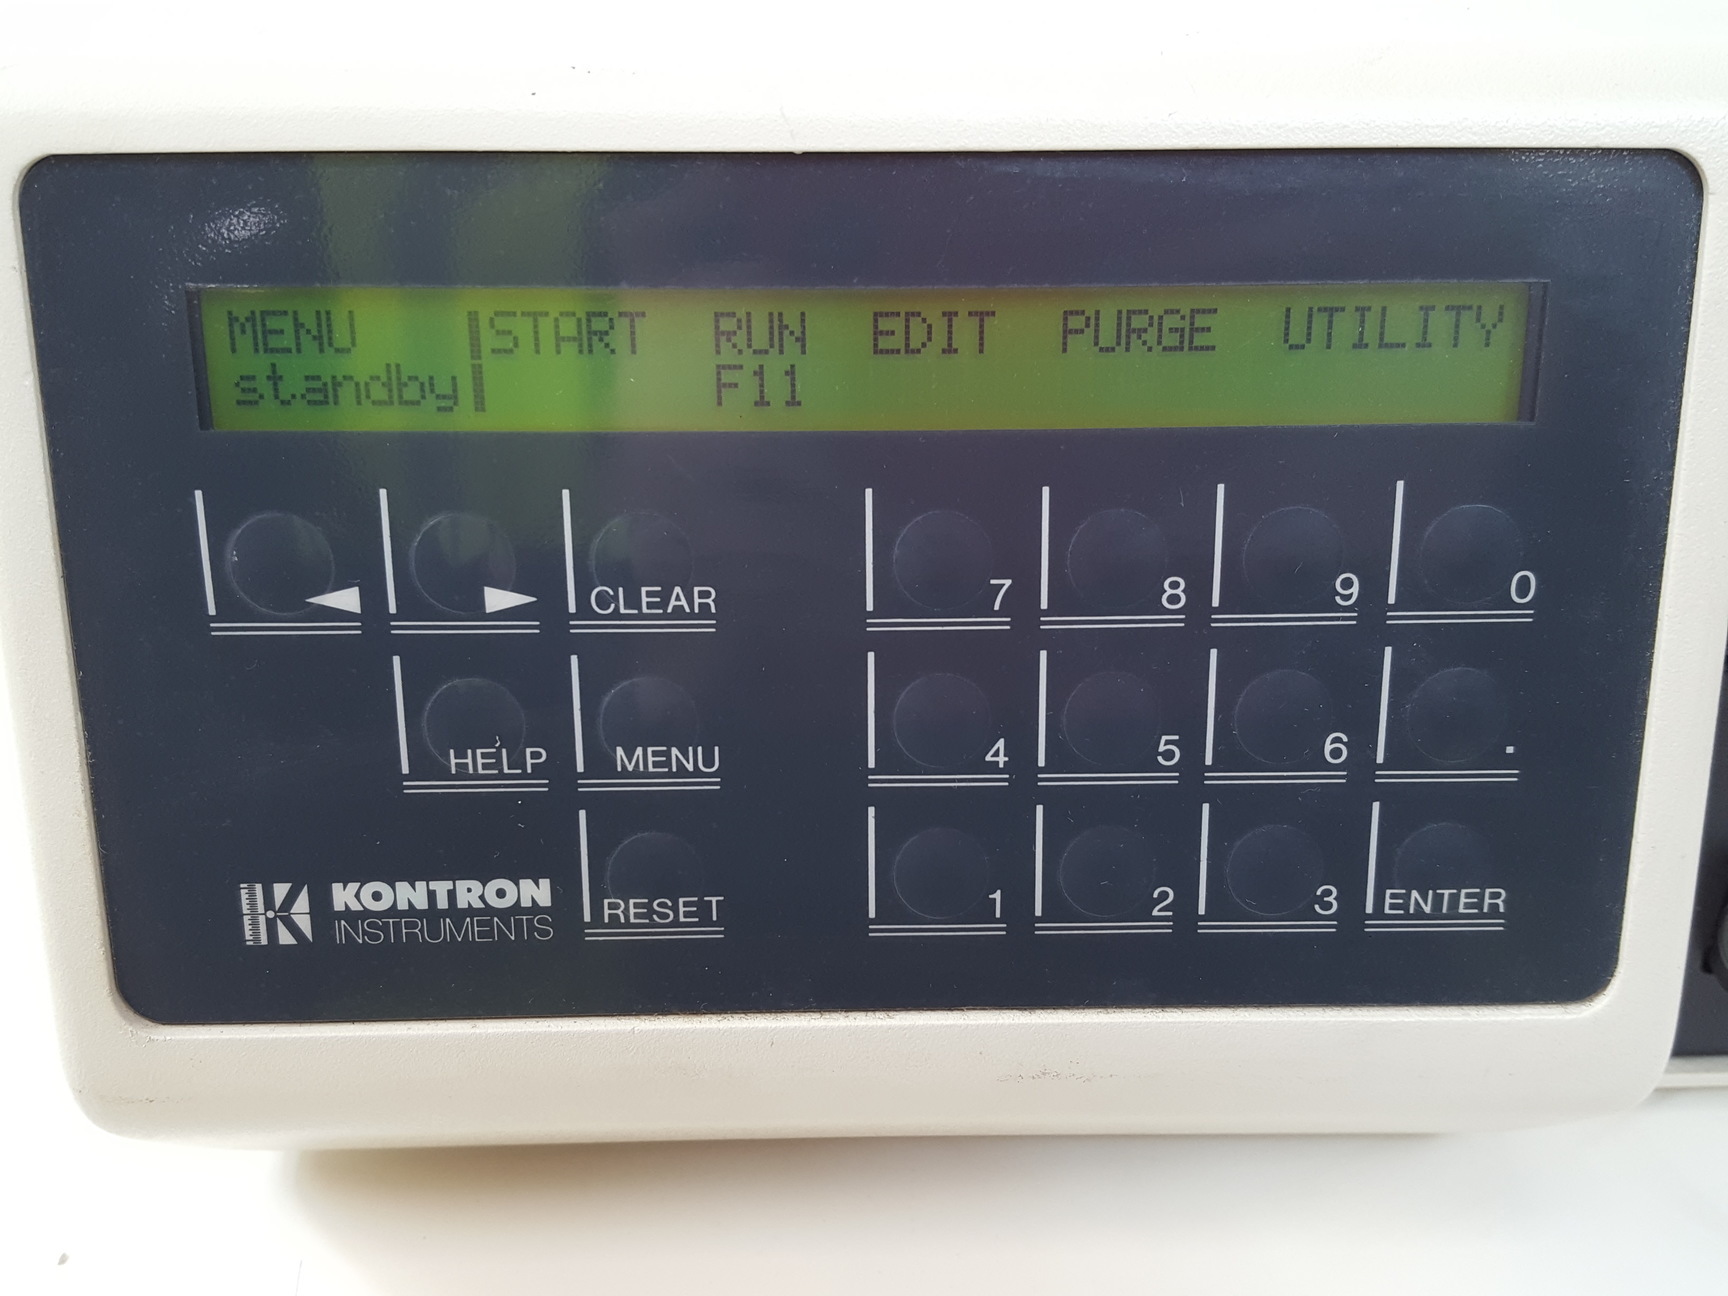 MENU START RUN EDIT PURGE UTILITY
standby F11
◀ ▶ CLEAR 7 8 9 0
HELP MENU 4 5 6 .
RESET 1 2 3 ENTER
KONTRON
INSTRUMENTS